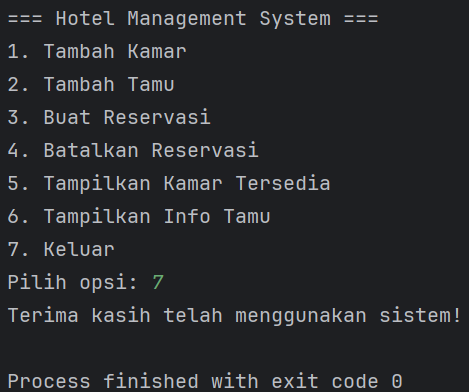 === Hotel Management System ===
1. Tambah Kamar
2. Tambah Tamu
3. Buat Reservasi
4. Batalkan Reservasi
5. Tampilkan Kamar Tersedia
6. Tampilkan Info Tamu
7. Keluar
Pilih opsi: 7
Terima kasih telah menggunakan sistem!
Process finished with exit code 0